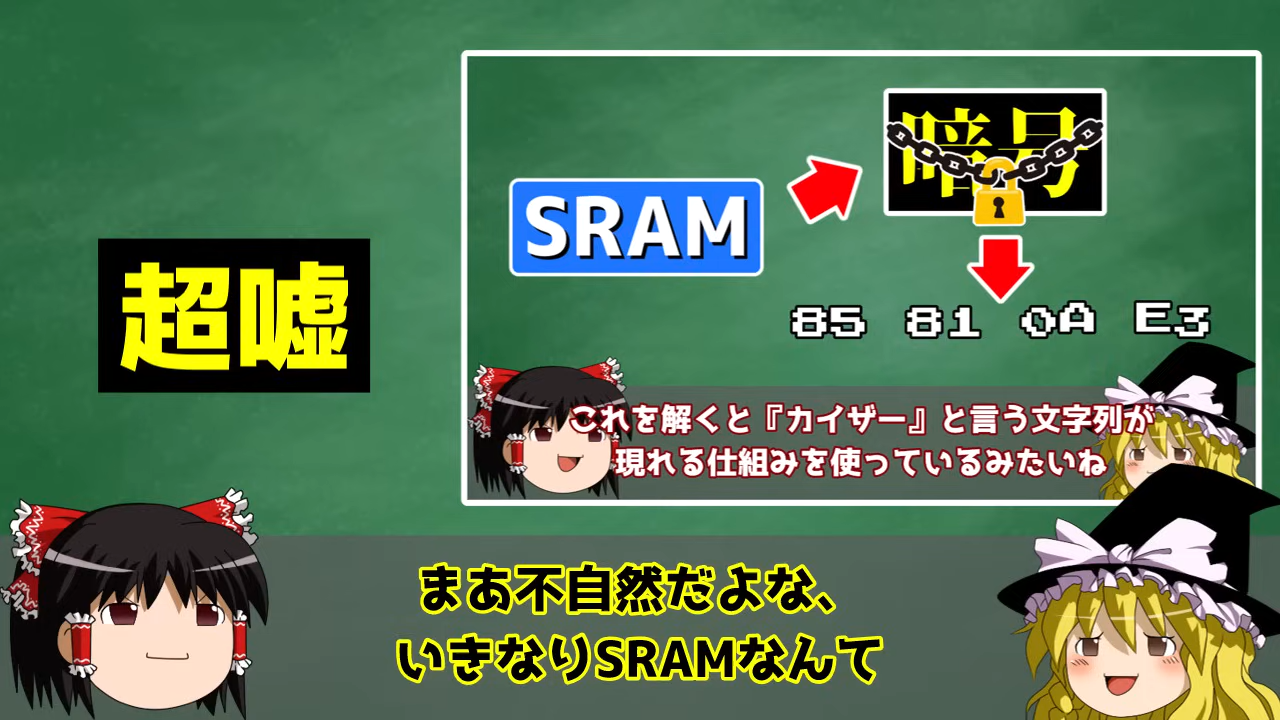 超嘘
SRAM
暗号
85 81 0A E3
これを解くと『カイザー』と言う文字列が
現れる仕組みを使っているみたいね
まあ不自然だよな、
いきなりSRAMなんて